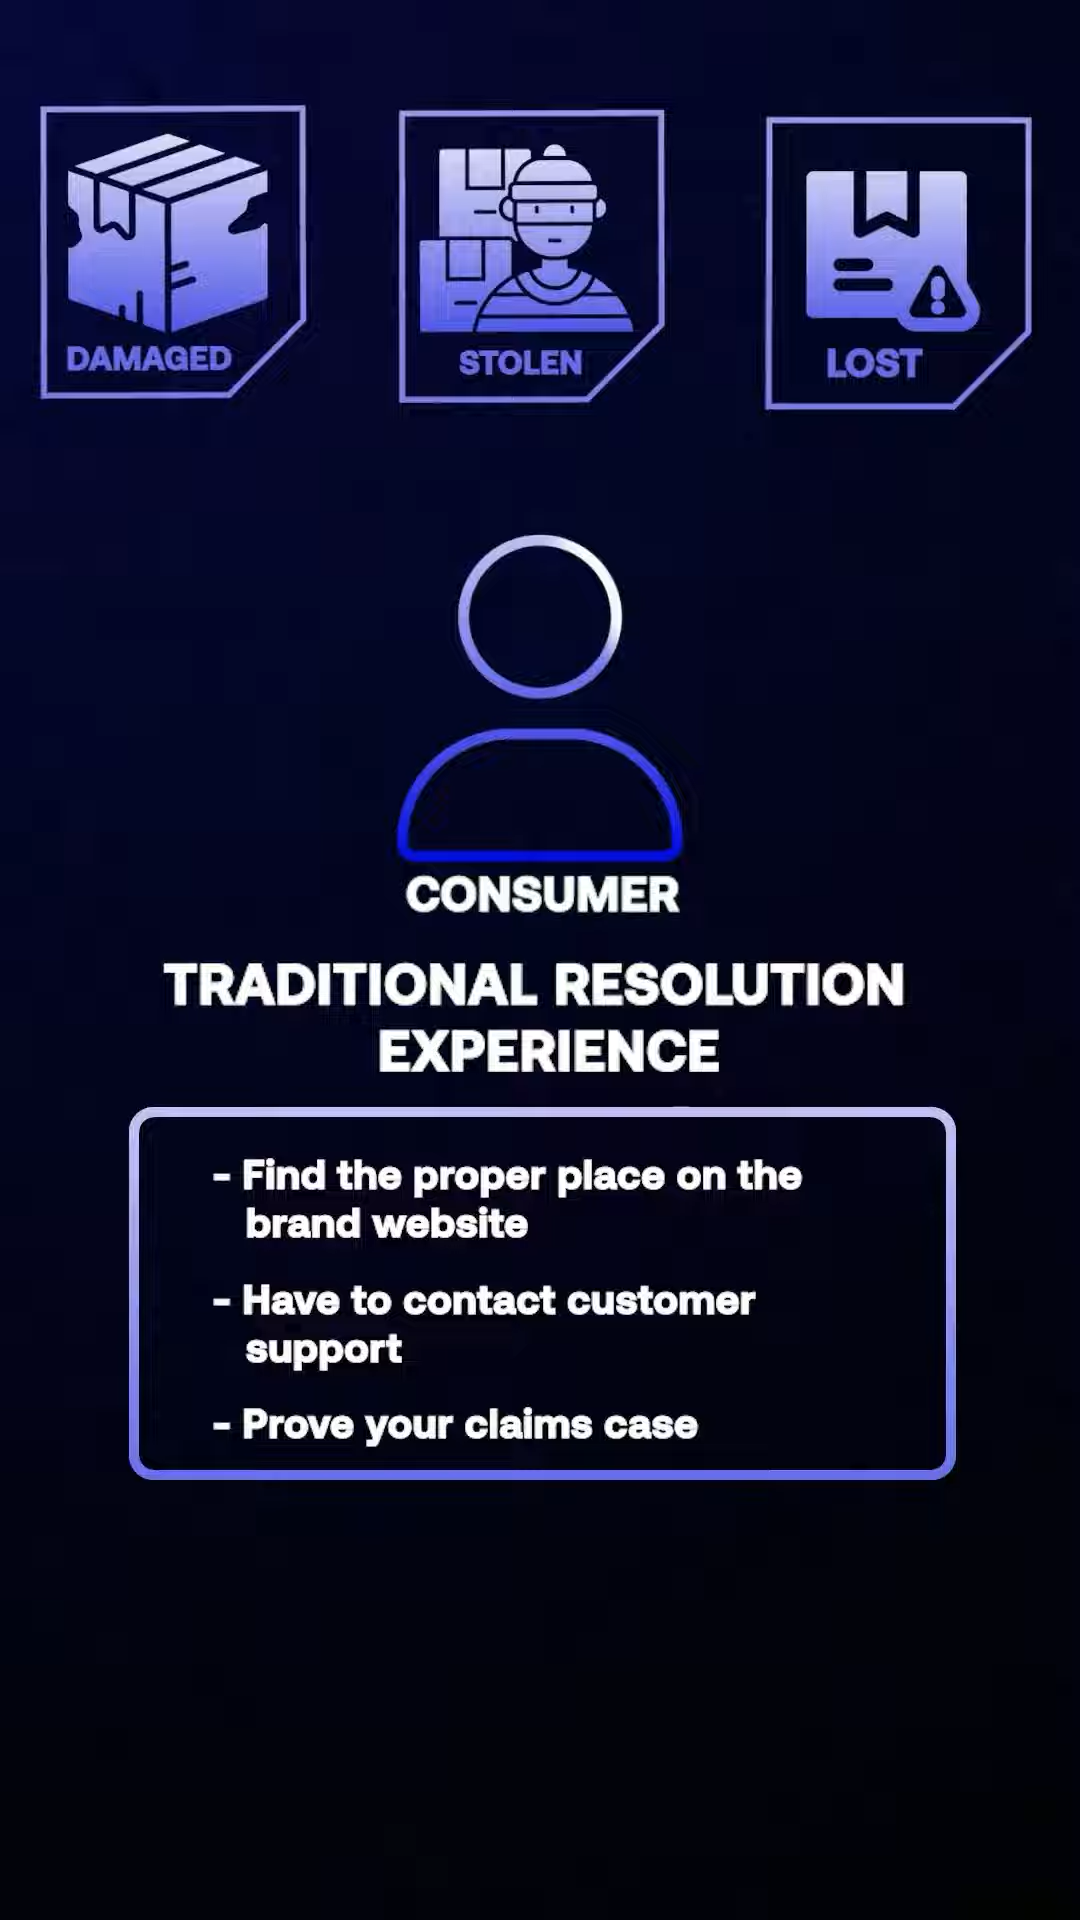 DAMAGED
STOLEN
LOST
CONSUMER
TRADITIONAL RESOLUTION
EXPERIENCE
- Find the proper place on the
brand website
- Have to contact customer
support
- Prove your claims case